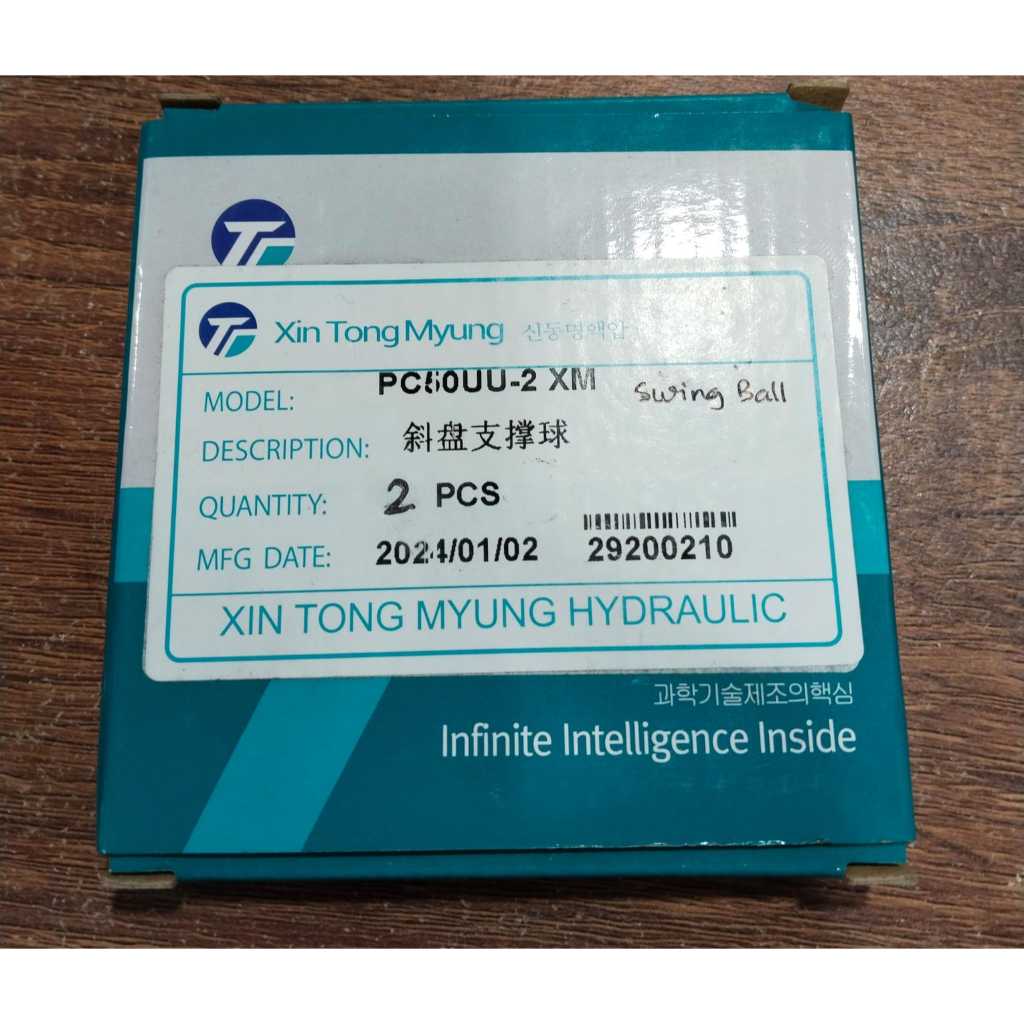 Xin Tong Myung 신동명액압
MODEL: PC60UU-2 XM Swing Ball
DESCRIPTION: 斜盘支撑球
QUANTITY: 2 PCS
MFG DATE: 2024/01/02 29200210
XIN TONG MYUNG HYDRAULIC
과학기술제조의핵심
Infinite Intelligence Inside